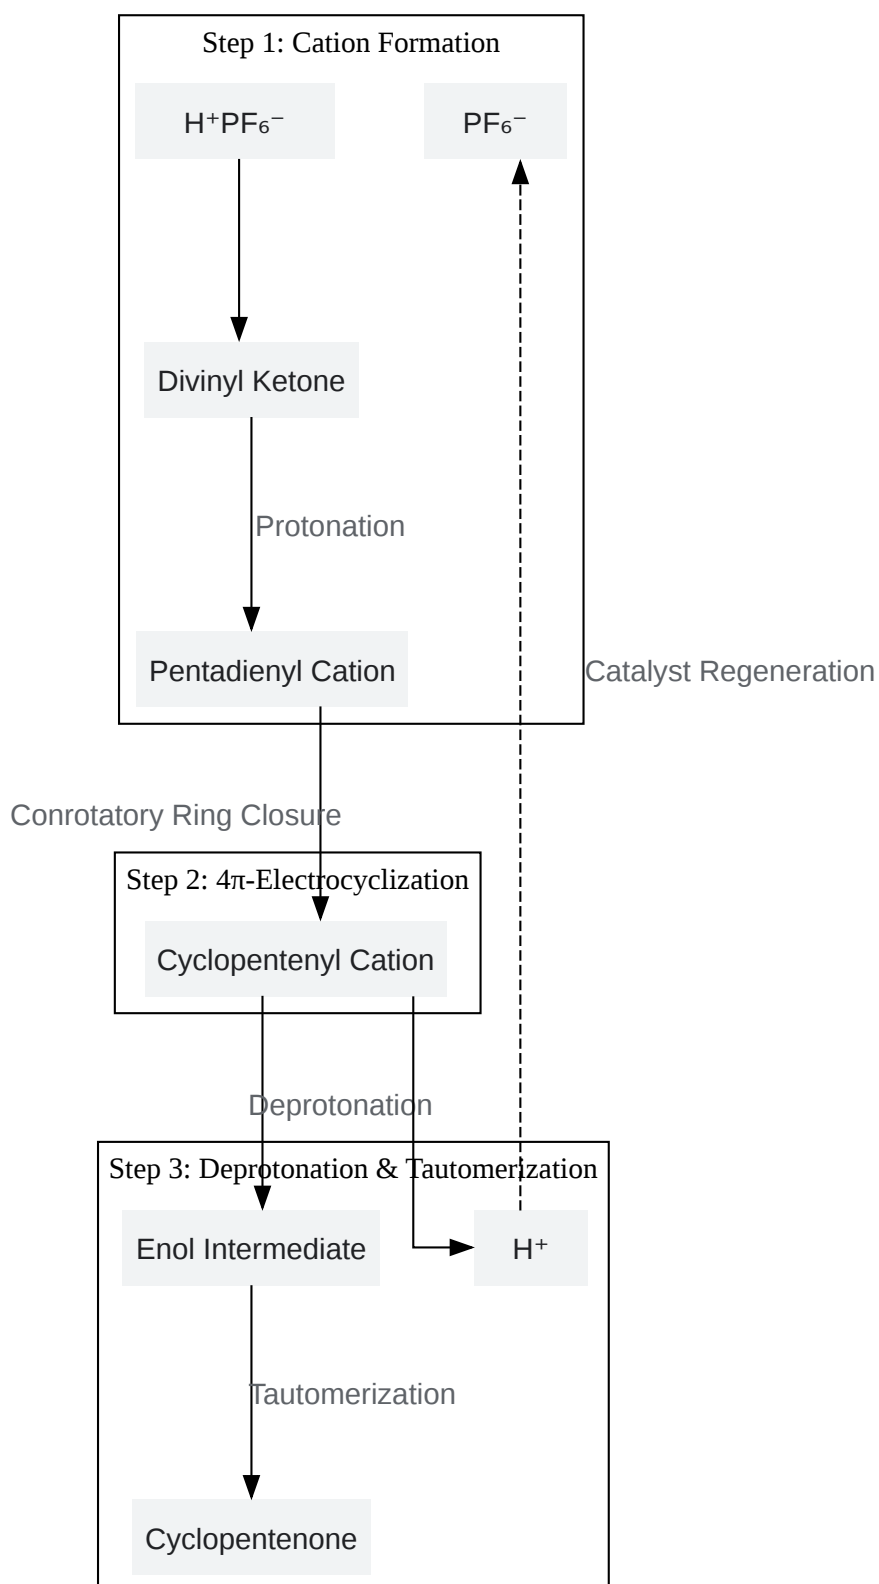 Step 1: Cation Formation
H⁺PF₆⁻
PF₆⁻
Divinyl Ketone
Protonation
Pentadienyl Cation
Catalyst Regeneration
Conrotatory Ring Closure
Step 2: 4π-Electrocyclization
Cyclopentenyl Cation
Deprotonation
Step 3: Deprotonation & Tautomerization
Enol Intermediate
H⁺
Tautomerization
Cyclopentenone